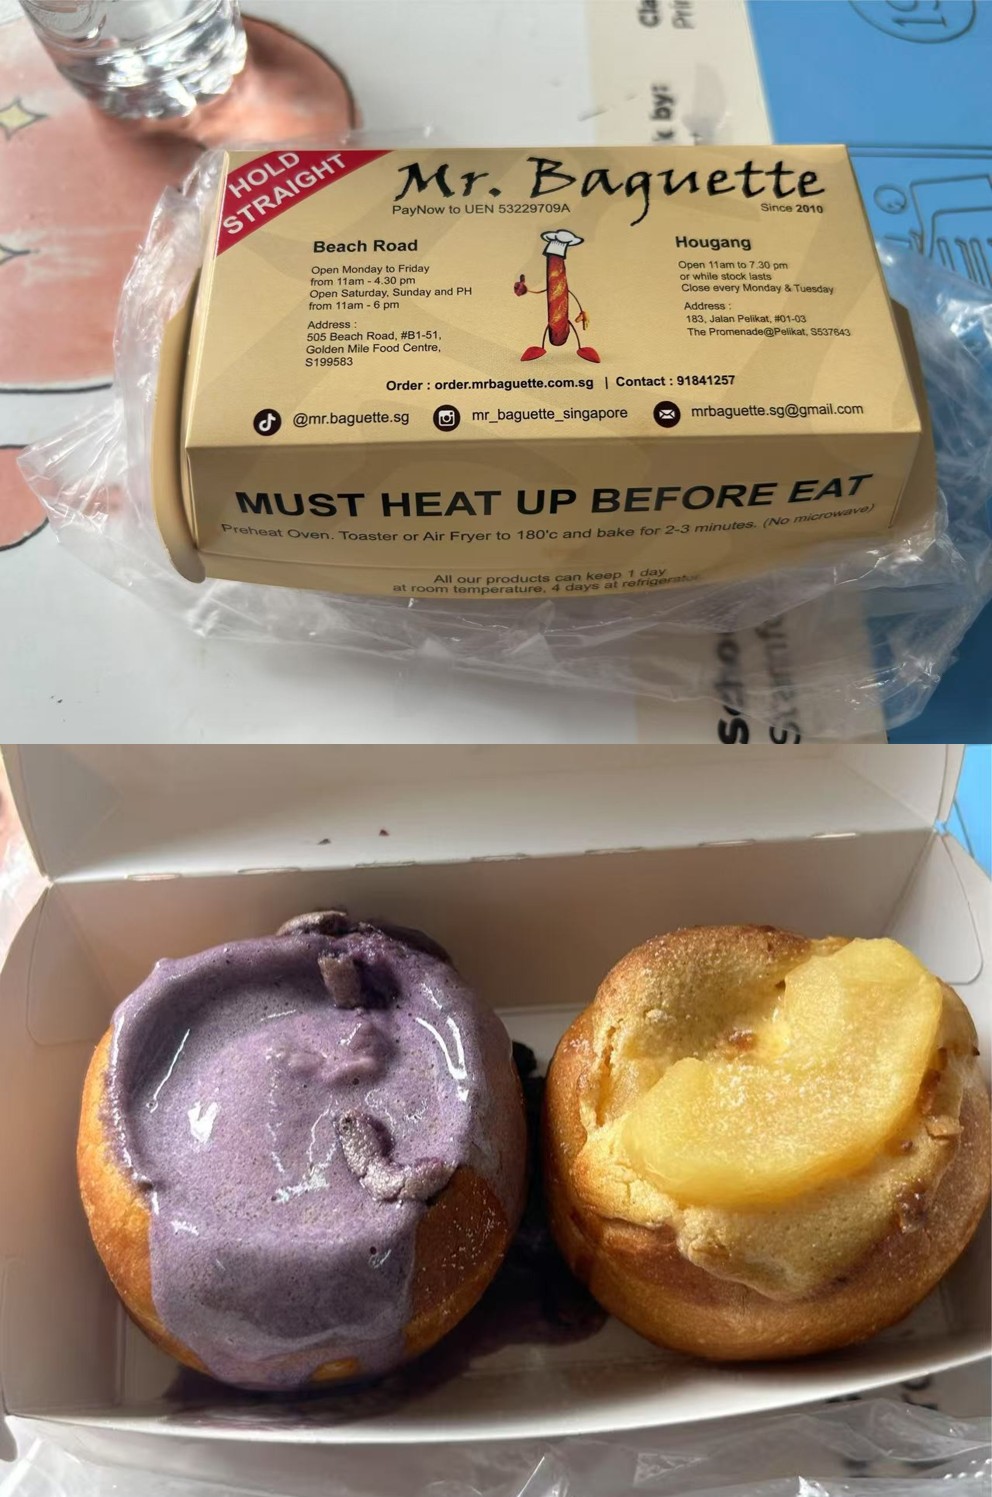 HOLD
STRAIGHT
Mr. Baguette
PayNow to UEN 53229709A
Since 2010
Beach Road
Open Monday to Friday
from 11am - 4.30 pm
Open Saturday, Sunday and PH
from 11am - 6 pm
Address :
505 Beach Road, #B1-51,
Golden Mile Food Centre,
S199583
Hougang
Open 11am to 7.30 pm
or while stock lasts
Close every Monday & Tuesday
Address :
183, Jalan Pelikat, #01-03
The Promenade@Pelikat, S537643
Order : order.mrbaguette.com.sg | Contact : 91841257
@mr.baguette.sg
mr_baguette_singapore
mrbaguette.sg@gmail.com
MUST HEAT UP BEFORE EAT
Preheat Oven. Toaster or Air Fryer to 180'c and bake for 2-3 minutes. (No microwave)
All our products can keep 1 day
at room temperature, 4 days at refrigerator
by: